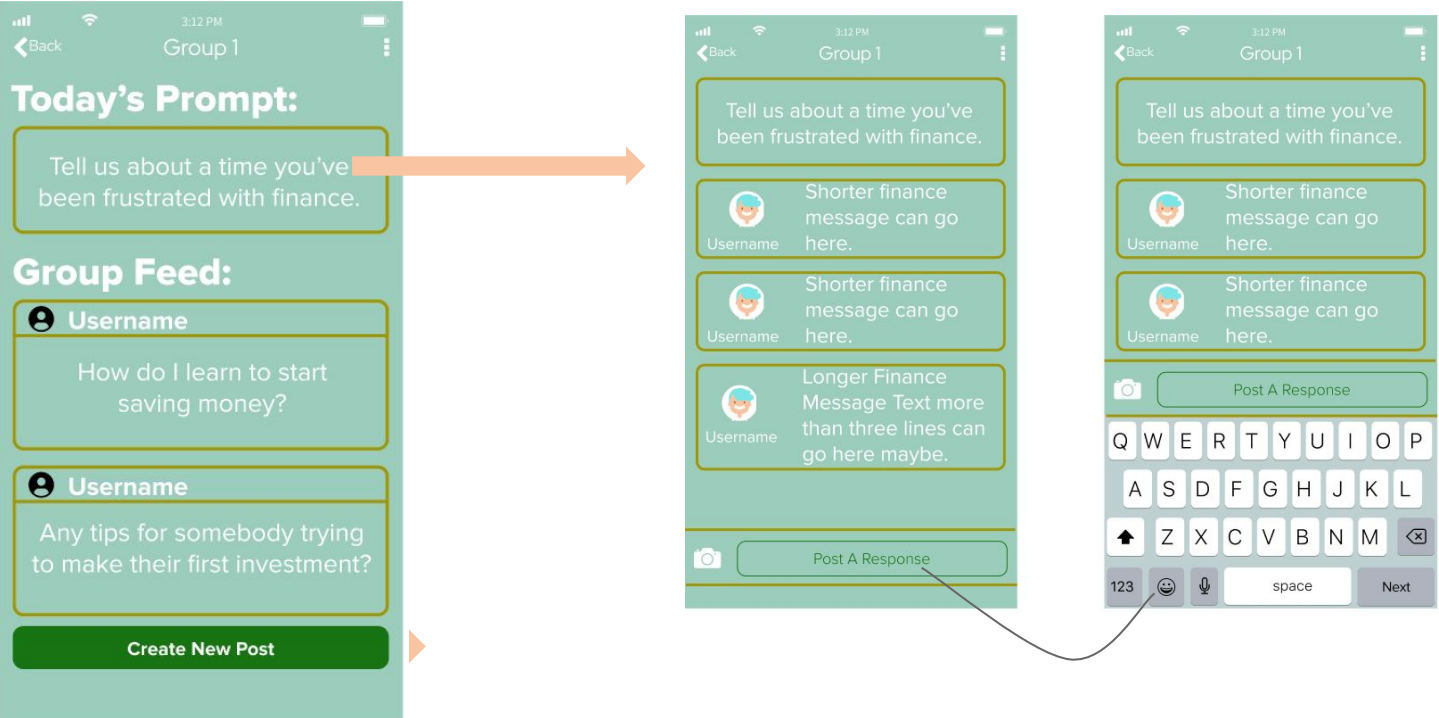 3:12 PM
Back
Group 1
Today's Prompt:
Tell us about a time you've
been frustrated with finance.
Group Feed:
Username
How do I learn to start
saving money?
Username
Any tips for somebody trying
to make their first investment?
Create New Post
3:12 PM
Back
Group 1
Tell us about a time you've
been frustrated with finance.
Shorter finance
message can go
here.
Username
Shorter finance
message can go
here.
Username
Longer Finance
Message Text more
than three lines can
go here maybe.
Username
Post A Response
3:12 PM
Back
Group 1
Tell us about a time you've
been frustrated with finance.
Shorter finance
message can go
here.
Username
Shorter finance
message can go
here.
Username
Post A Response
Q W E R T Y U I O P
A S D F G H J K L
Z X C V B N M
123 space Next